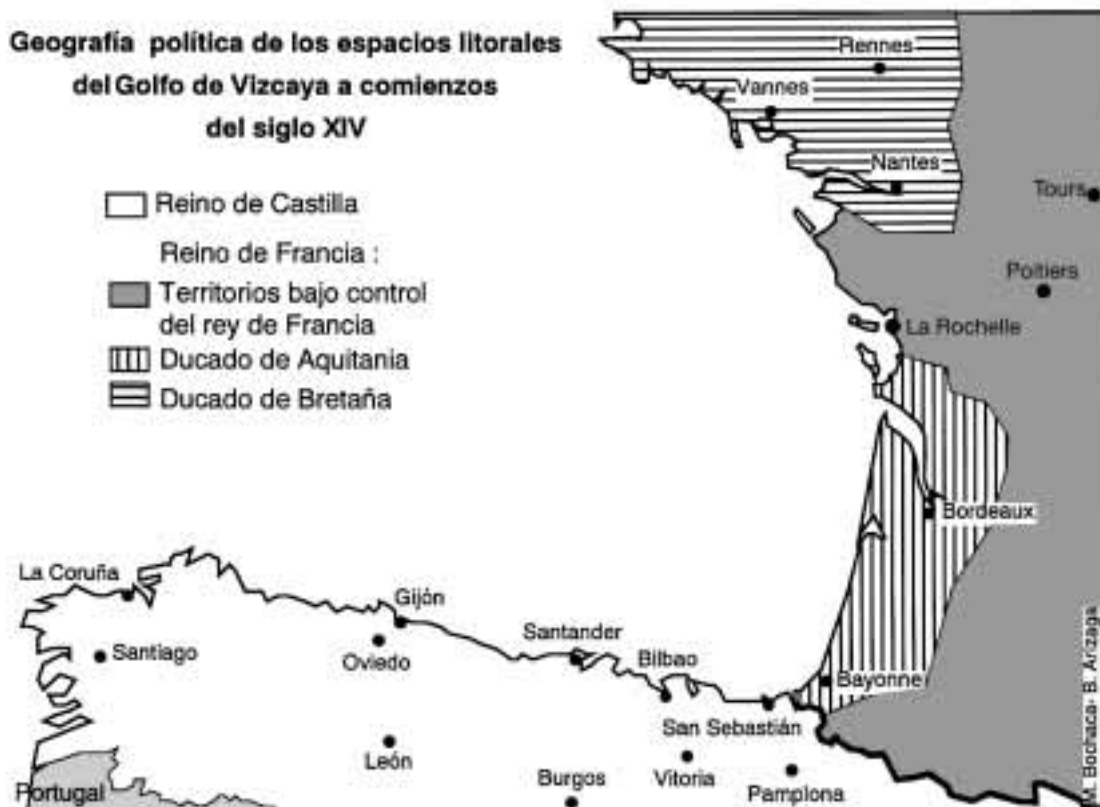 Geografía política de los espacios litorales
del Golfo de Vizcaya a comienzos
del siglo XIV
Reino de Castilla
Reino de Francia :
Territorios bajo control
del rey de Francia
Ducado de Aquitania
Ducado de Bretaña
Rennes
Vannes
Nantes
Tours
Poitiers
La Rochelle
Bordeaux
La Coruña
Gijón
Santander
Santiago
Oviedo
Bilbao
Bayonne
San Sebastián
León
Vitoria
Burgos
Pamplona
Portugal
M. Bochaca- B. Arizaga